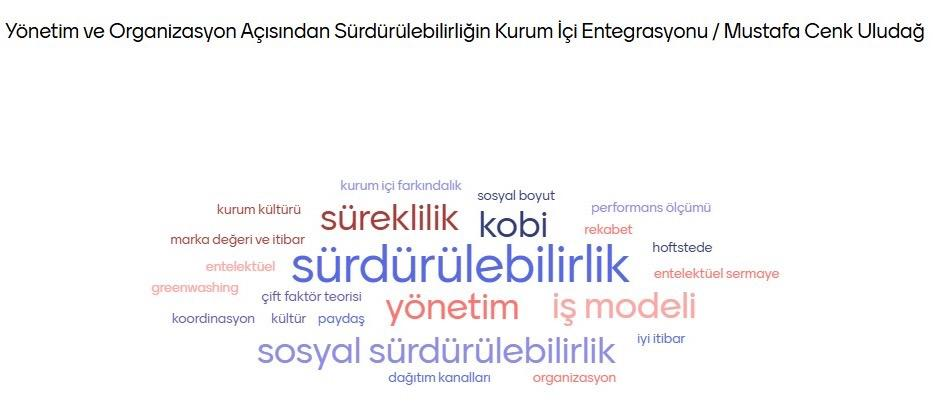 Yönetim ve Organizasyon Açısından Sürdürülebilirliğin Kurum İçi Entegrasyonu / Mustafa Cenk Uludağ
kurum içi farkındalık
sosyal boyut
kurum kültürü
süreklilik
kobi
performans ölçümü
rekabet
marka değeri ve itibar
hoftstede
entelektüel
sürdürülebilirlik
entelektüel sermaye
greenwashing
çift faktör teorisi
yönetim
iş modeli
koordinasyon
kültür
paydaş
iyi itibar
sosyal sürdürülebilirlik
dağıtım kanalları
organizasyon